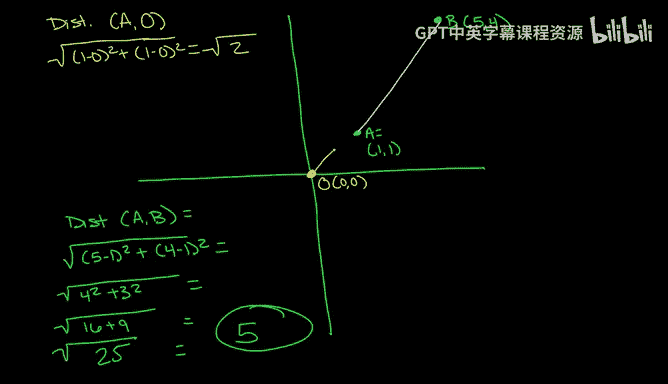 Dist. (A, O)
√(1-0)²+(1-0)² = √2
B (5,4)
GPT中英字幕课程资源 bilibili
A=
(1,1)
O(0,0)
Dist (A,B) =
√(5-1)²+(4-1)² =
√4²+3² =
√16+9 =
√25 =
5